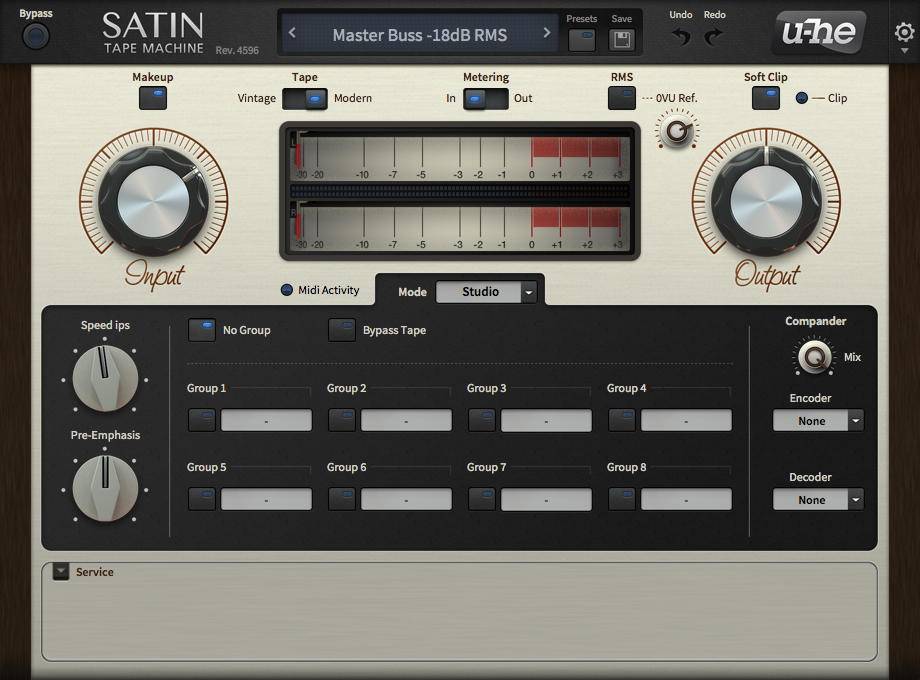 Bypass
SATIN
TAPE MACHINE Rev. 4596
Master Buss -18dB RMS
Presets Save
Undo Redo
u-he
Makeup
Tape
Vintage Modern
Metering
In Out
RMS
0VU Ref.
Soft Clip
Clip
L
-30 -20 -10 -7 -5 -3 -2 -1 0 +1 +2 +3
R
-30 -20 -10 -7 -5 -3 -2 -1 0 +1 +2 +3
Input
Output
Midi Activity
Mode Studio
Speed ips
No Group
Bypass Tape
Compander
Mix
Group 1 Group 2 Group 3 Group 4
- - - -
Encoder
None
Pre-Emphasis
Group 5 Group 6 Group 7 Group 8
- - - -
Decoder
None
Service